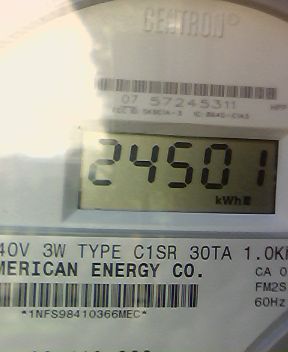 CENTRON®
07 57245311
24501
kWh
40V 3W TYPE C1SR 30TA 1.0K
MERICAN ENERGY CO.
CA 0
FM2S
60Hz
*1NFS98410366MEC*